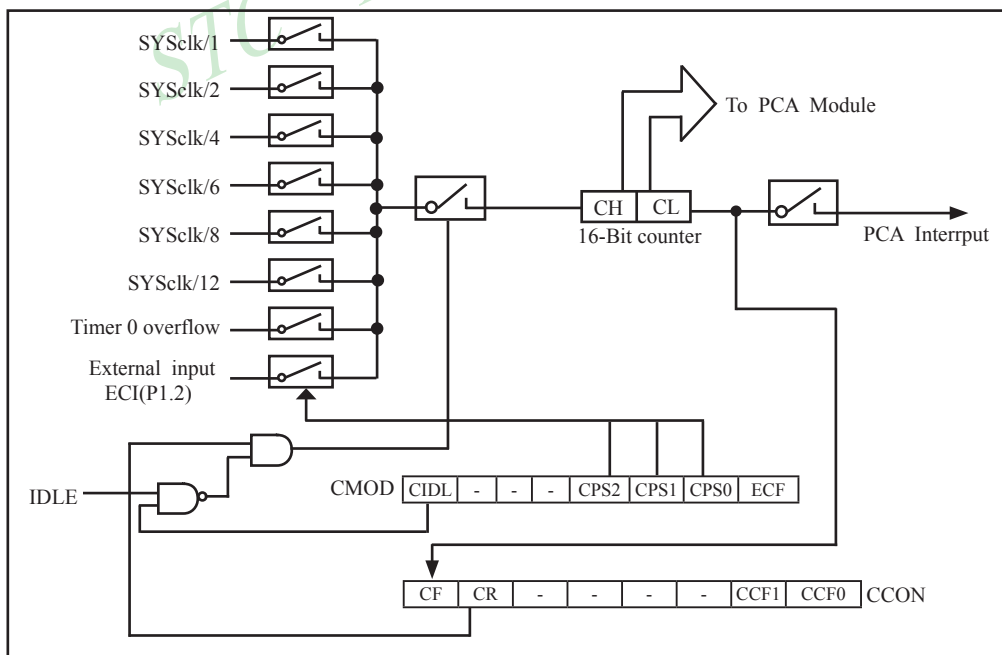 STC
SYSclk/1
SYSclk/2
SYSclk/4
SYSclk/6
SYSclk/8
SYSclk/12
Timer 0 overflow
External input
ECI(P1.2)
To PCA Module
CH CL
16-Bit counter
PCA Interrput
IDLE
CMOD CIDL - - - CPS2 CPS1 CPS0 ECF
CF CR - - - - CCF1 CCF0 CCON